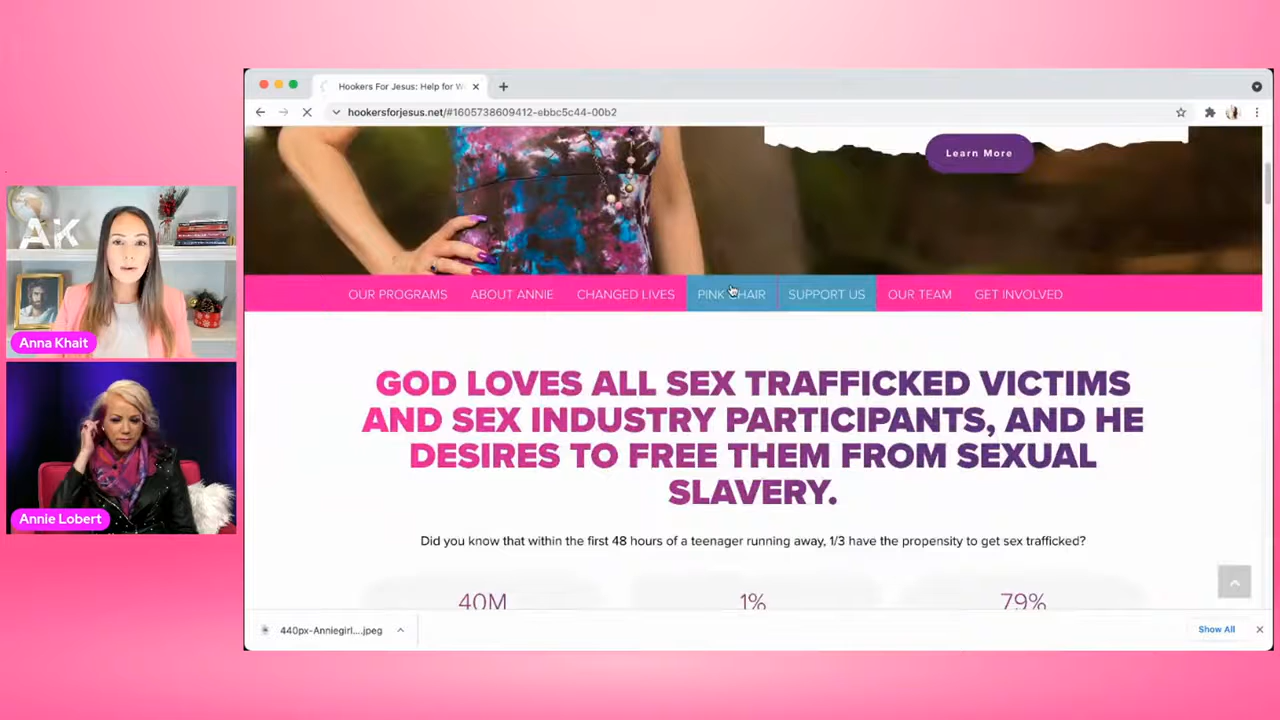 Hookers For Jesus: Help for W
hookersforjesus.net/#1605738609412-ebbc5c44-00b2
Learn More
AK
Anna Khait
OUR PROGRAMS
ABOUT ANNIE
CHANGED LIVES
PINK CHAIR
SUPPORT US
OUR TEAM
GET INVOLVED
GOD LOVES ALL SEX TRAFFICKED VICTIMS
AND SEX INDUSTRY PARTICIPANTS, AND HE
DESIRES TO FREE THEM FROM SEXUAL
SLAVERY.
Annie Lobert
Did you know that within the first 48 hours of a teenager running away, 1/3 have the propensity to get sex trafficked?
40M
1%
79%
440px-Anniegirl....jpeg
Show All